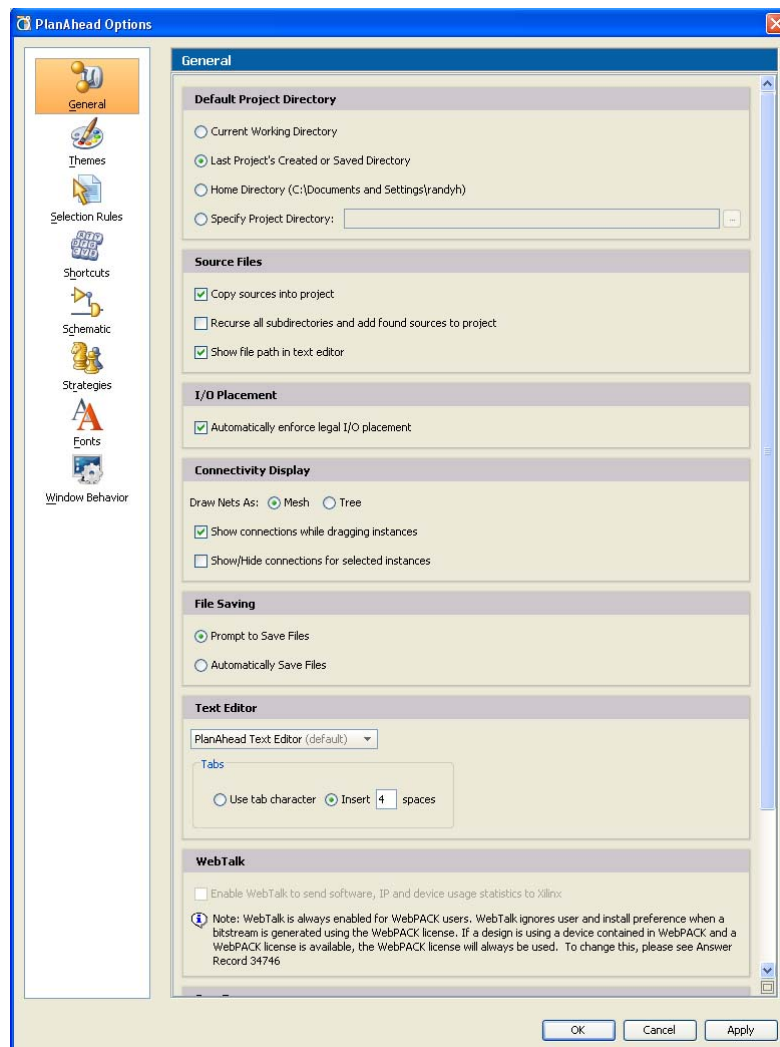 PlanAhead Options
General
Themes
Selection Rules
Shortcuts
Schematic
Strategies
Fonts
Window Behavior
General
Default Project Directory
Current Working Directory
Last Project's Created or Saved Directory
Home Directory (C:\Documents and Settings\randyh)
Specify Project Directory:
...
Source Files
Copy sources into project
Recurse all subdirectories and add found sources to project
Show file path in text editor
I/O Placement
Automatically enforce legal I/O placement
Connectivity Display
Draw Nets As: Mesh Tree
Show connections while dragging instances
Show/Hide connections for selected instances
File Saving
Prompt to Save Files
Automatically Save Files
Text Editor
PlanAhead Text Editor (default)
Tabs
Use tab character Insert 4 spaces
WebTalk
Enable WebTalk to send software, IP and device usage statistics to Xilinx
Note: WebTalk is always enabled for WebPACK users. WebTalk ignores user and install preference when a
bitstream is generated using the WebPACK license. If a design is using a device contained in WebPACK and a
WebPACK license is available, the WebPACK license will always be used. To change this, please see Answer
Record 34746
OK Cancel Apply